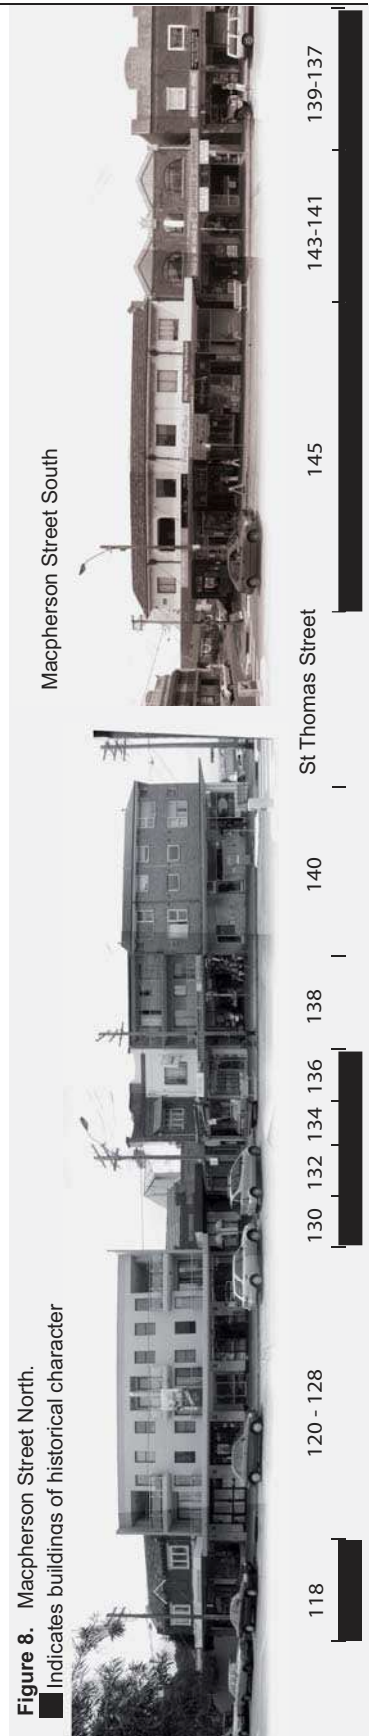 Figure 8. Macpherson Street North.
Indicates buildings of historical character
118
120 - 128
130
132
134
136
138
140
St Thomas Street
Macpherson Street South
145
143-141
139-137